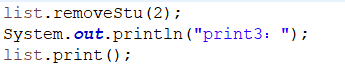 list.removeStu(2);
System.out.println("print3：");
list.print();